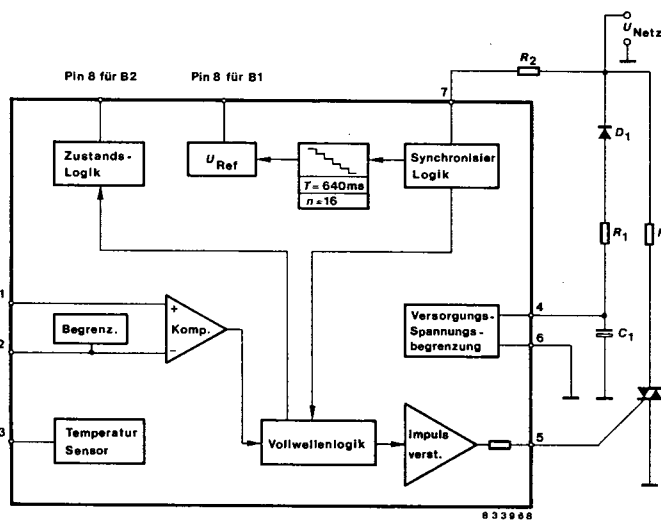 U Netz
R2
Pin 8 für B2
Pin 8 für B1
7
D1
Zustands-
Logik
U Ref
T = 640ms
n = 16
Synchronisier
Logik
R1
1
+
Komp.
-
Begrenz.
2
Versorgungs-
Spannungs-
begrenzung
4
6
C1
3
Temperatur
Sensor
Vollwellenlogik
Impuls
verst.
5
833968